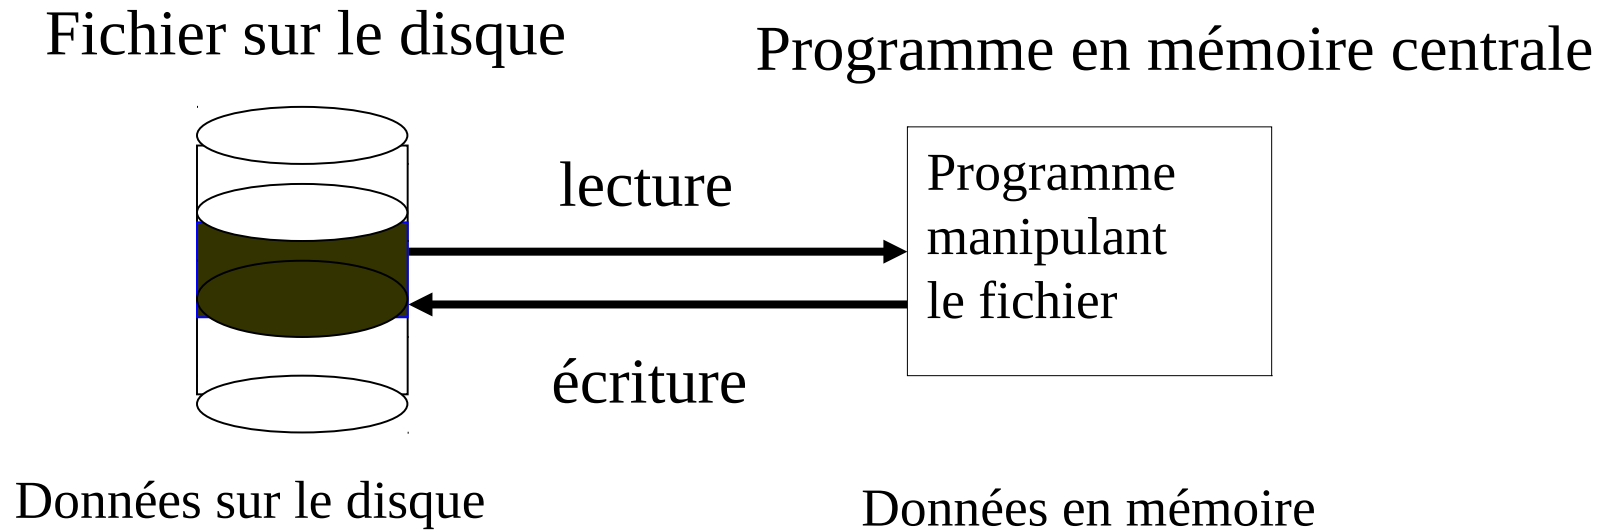 Fichier sur le disque
Programme en mémoire centrale
lecture
Programme
manipulant
le fichier
écriture
Données sur le disque
Données en mémoire